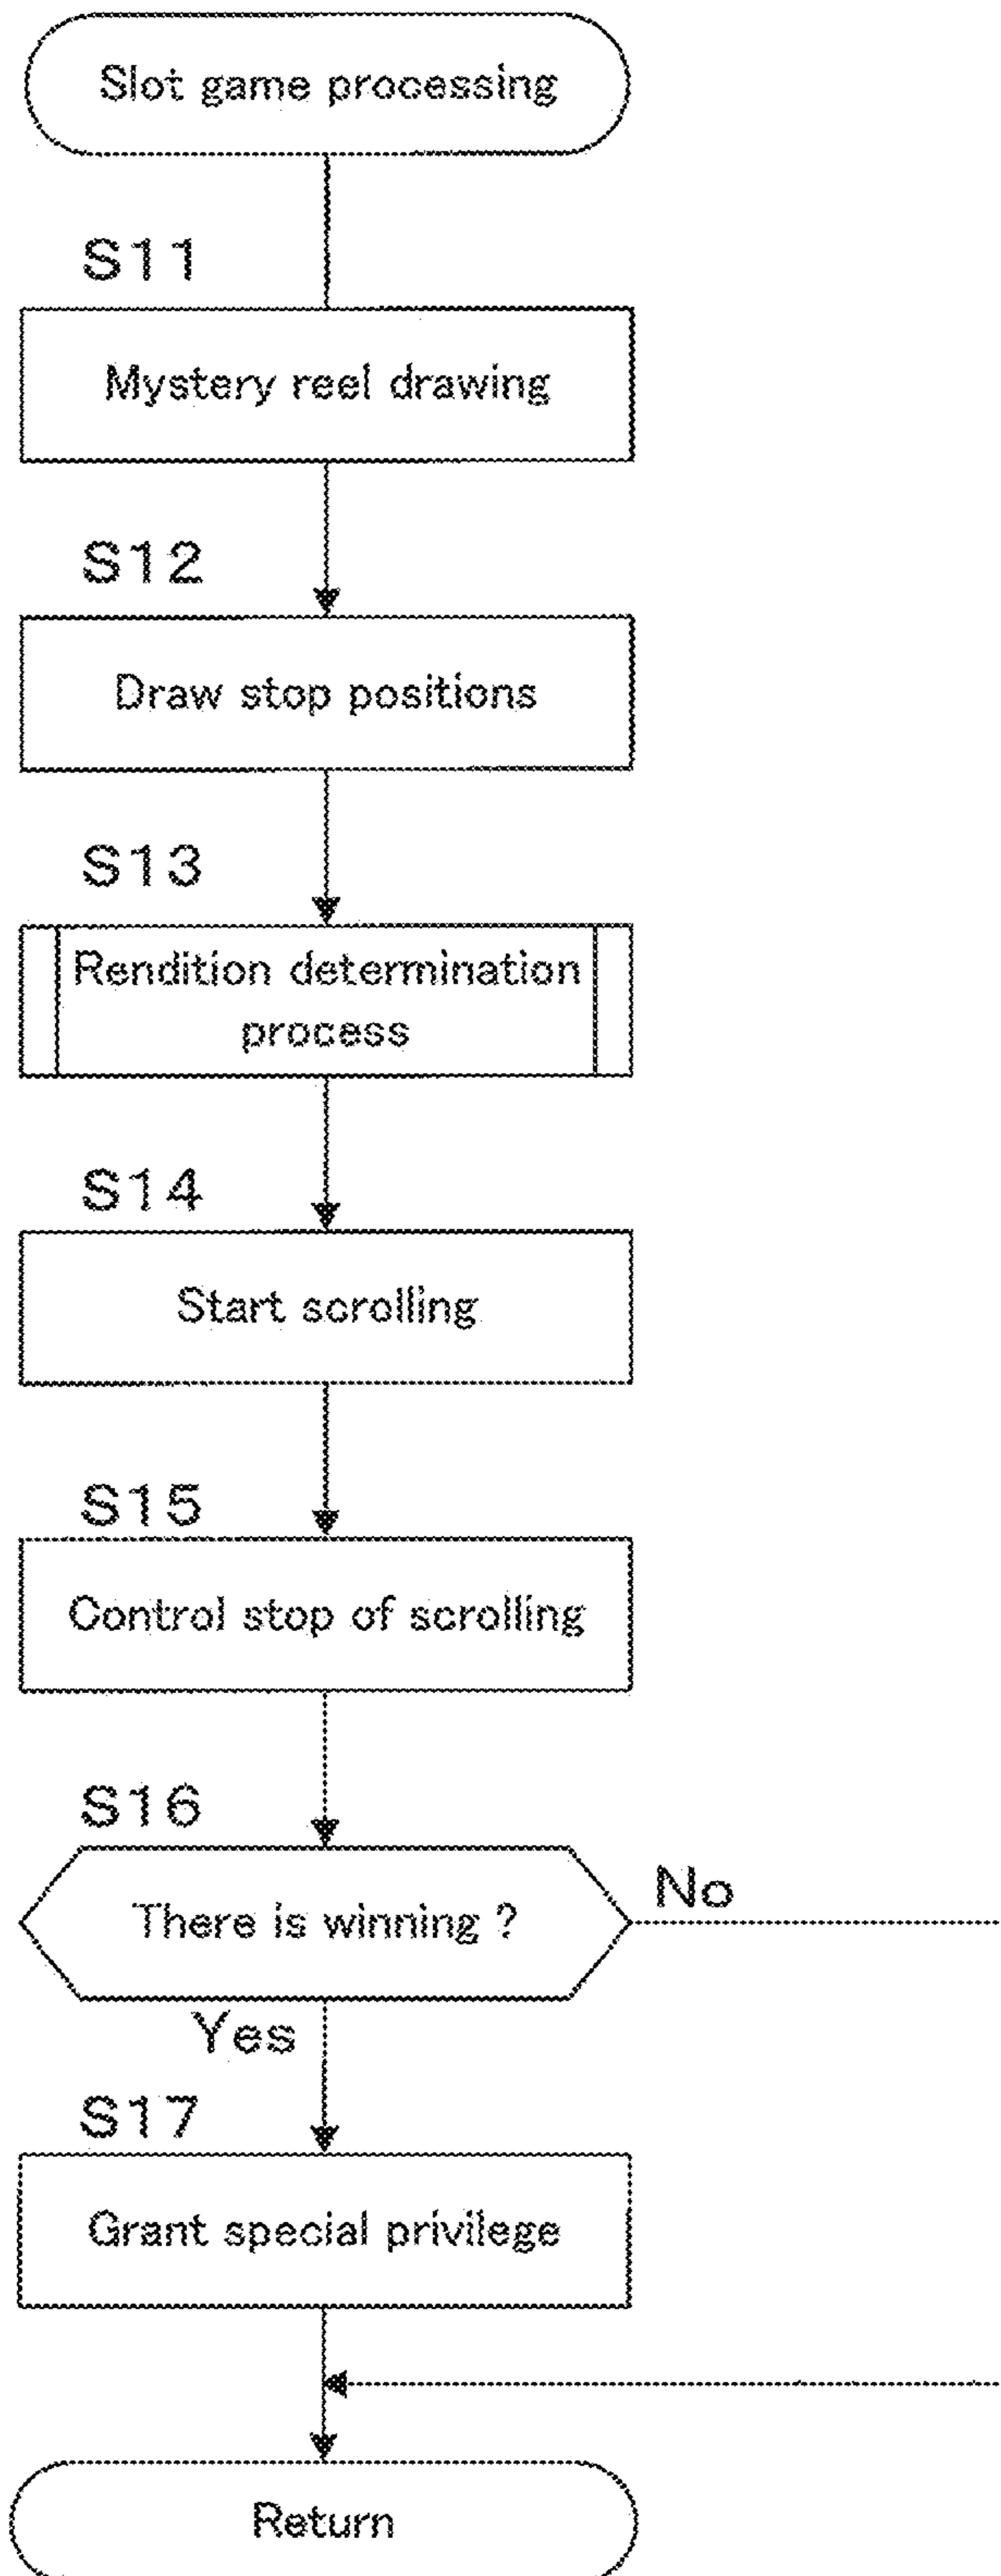 Slot game processing
S11
Mystery reel drawing
S12
Draw stop positions
S13
Rendition determination
process
S14
Start scrolling
S15
Control stop of scrolling
S16
There is winning ?
No
Yes
S17
Grant special privilege
Return